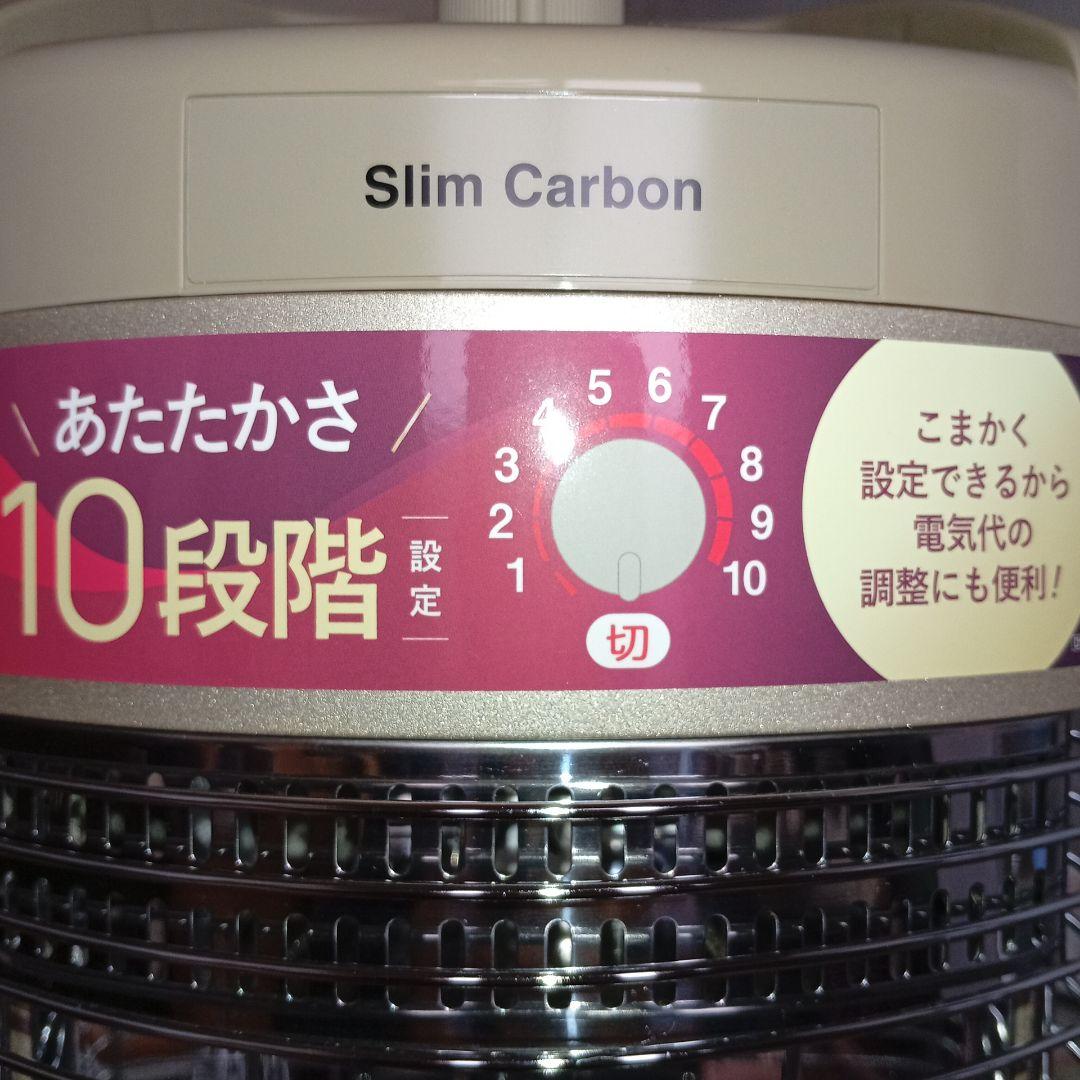 Slim Carbon
\ あたたかさ /
10段階
設定
1
2
3
4
5
6
7
8
9
10
切
こまかく
設定できるから
電気代の
調整にも便利!